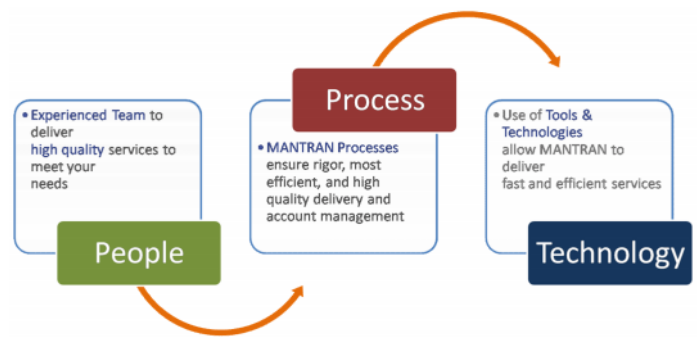 • Experienced Team to
deliver
high quality services to
meet your
needs
People
Process
• MANTRAN Processes
ensure rigor, most
efficient, and high
quality delivery and
account management
• Use of Tools &
Technologies
allow MANTRAN to
deliver
fast and efficient services
Technology